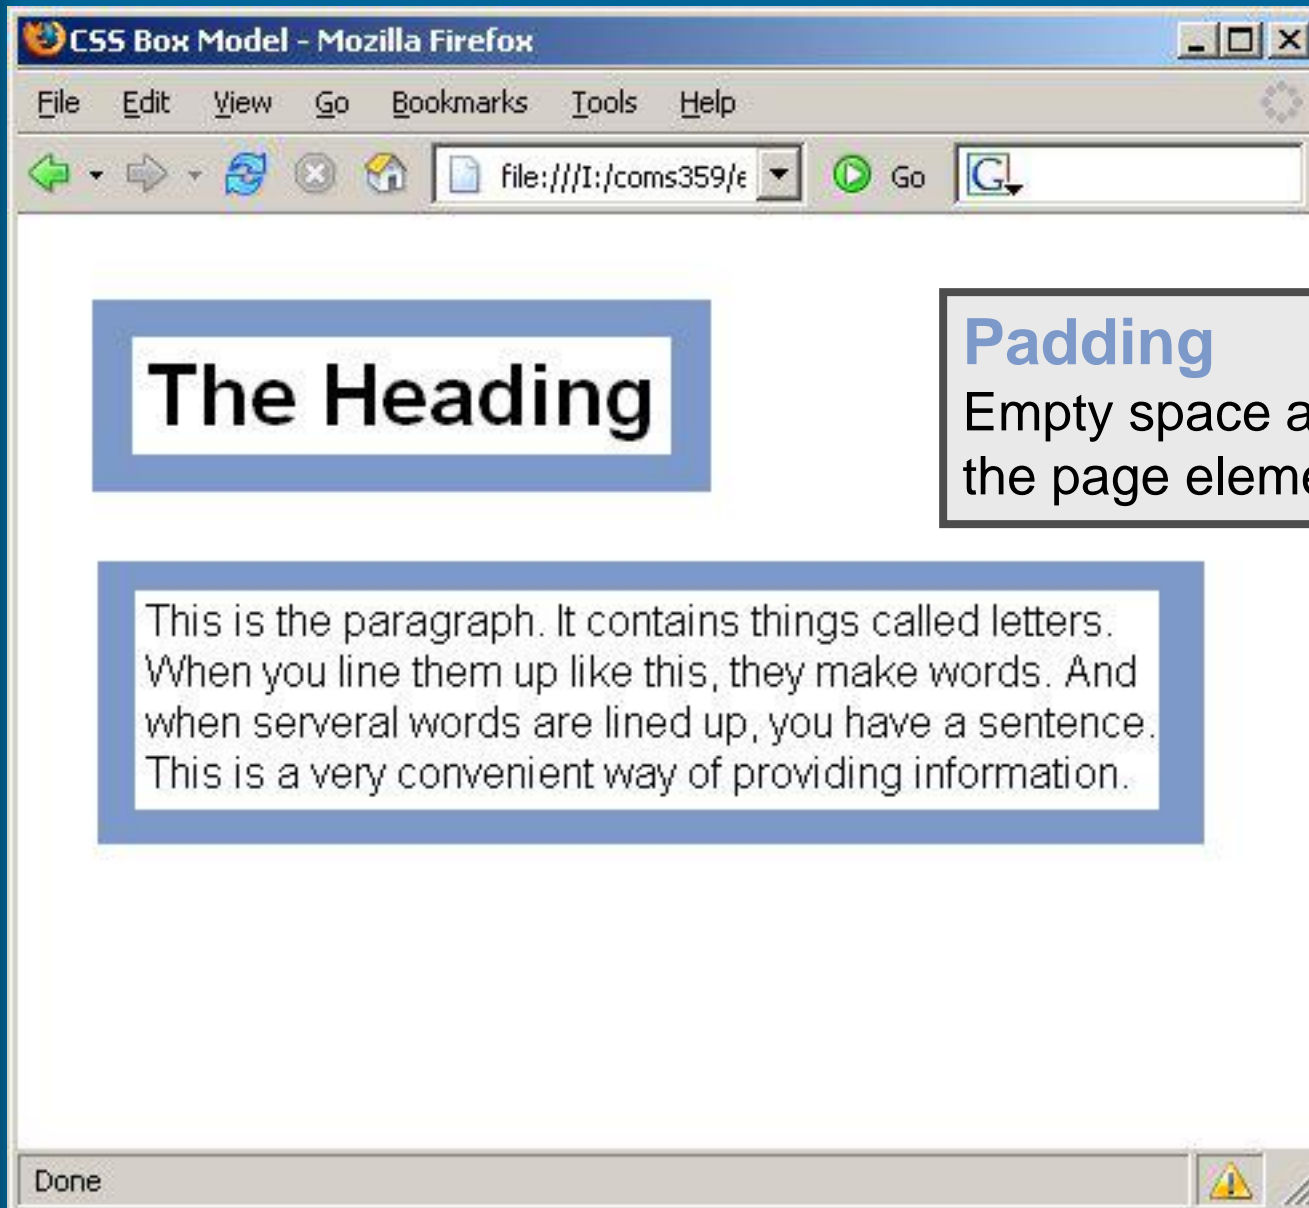 CSS Box Model - Mozilla Firefox
File Edit View Go Bookmarks Tools Help
file:///I:/coms359/e Go G
The Heading
Padding
Empty space a
the page eleme
This is the paragraph. It contains things called letters.
When you line them up like this, they make words. And
when serveral words are lined up, you have a sentence.
This is a very convenient way of providing information.
Done